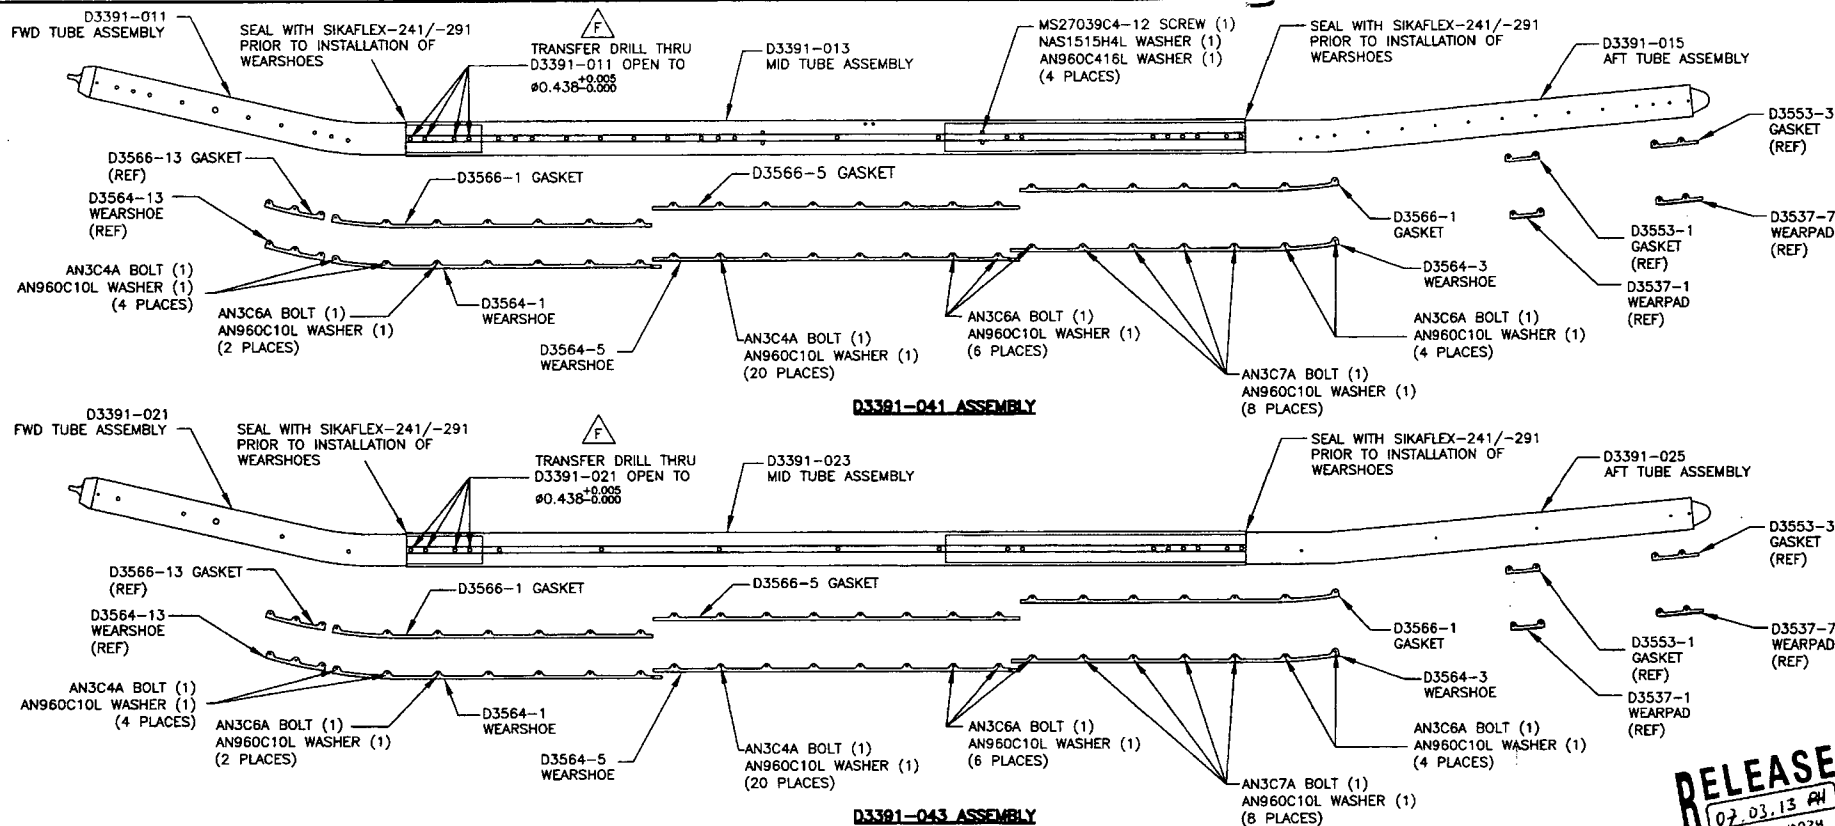 D3391-011
FWD TUBE ASSEMBLY
SEAL WITH SIKAFLEX-241/-291
PRIOR TO INSTALLATION OF
WEARSHOES
F
TRANSFER DRILL THRU
D3391-011 OPEN TO
ø0.438+0.005-0.000
D3391-013
MID TUBE ASSEMBLY
MS27039C4-12 SCREW (1)
NAS1515H4L WASHER (1)
AN960C416L WASHER (1)
(4 PLACES)
SEAL WITH SIKAFLEX-241/-291
PRIOR TO INSTALLATION OF
WEARSHOES
D3391-015
AFT TUBE ASSEMBLY
D3553-3
GASKET
(REF)
D3566-13 GASKET
(REF)
D3566-1 GASKET
D3566-5 GASKET
D3564-13
WEARSHOE
(REF)
D3566-1
GASKET
D3553-1
GASKET
(REF)
D3537-7
WEARPAD
(REF)
AN3C4A BOLT (1)
AN960C10L WASHER (1)
(4 PLACES)
AN3C6A BOLT (1)
AN960C10L WASHER (1)
(2 PLACES)
D3564-1
WEARSHOE
D3564-5
WEARSHOE
AN3C4A BOLT (1)
AN960C10L WASHER (1)
(20 PLACES)
AN3C6A BOLT (1)
AN960C10L WASHER (1)
(6 PLACES)
D3564-3
WEARSHOE
D3537-1
WEARPAD
(REF)
AN3C6A BOLT (1)
AN960C10L WASHER (1)
(4 PLACES)
AN3C7A BOLT (1)
AN960C10L WASHER (1)
(8 PLACES)
D3391-041 ASSEMBLY
D3391-021
FWD TUBE ASSEMBLY
SEAL WITH SIKAFLEX-241/-291
PRIOR TO INSTALLATION OF
WEARSHOES
F
TRANSFER DRILL THRU
D3391-021 OPEN TO
ø0.438+0.005-0.000
D3391-023
MID TUBE ASSEMBLY
SEAL WITH SIKAFLEX-241/-291
PRIOR TO INSTALLATION OF
WEARSHOES
D3391-025
AFT TUBE ASSEMBLY
D3553-3
GASKET
(REF)
D3566-13 GASKET
(REF)
D3566-1 GASKET
D3566-5 GASKET
D3564-13
WEARSHOE
(REF)
D3566-1
GASKET
D3553-1
GASKET
(REF)
D3537-7
WEARPAD
(REF)
AN3C4A BOLT (1)
AN960C10L WASHER (1)
(4 PLACES)
AN3C6A BOLT (1)
AN960C10L WASHER (1)
(2 PLACES)
D3564-1
WEARSHOE
D3564-5
WEARSHOE
AN3C4A BOLT (1)
AN960C10L WASHER (1)
(20 PLACES)
AN3C6A BOLT (1)
AN960C10L WASHER (1)
(6 PLACES)
D3564-3
WEARSHOE
D3537-1
WEARPAD
(REF)
AN3C6A BOLT (1)
AN960C10L WASHER (1)
(4 PLACES)
AN3C7A BOLT (1)
AN960C10L WASHER (1)
(8 PLACES)
D3391-043 ASSEMBLY
RELEASE
07.03.13